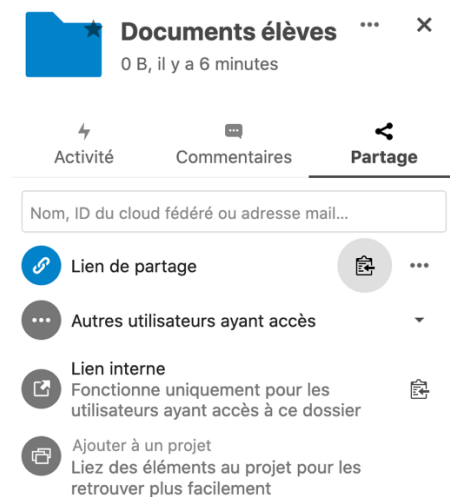 Documents élèves
0 B, il y a 6 minutes
Activité
Commentaires
Partage
Nom, ID du cloud fédéré ou adresse mail...
Lien de partage
Autres utilisateurs ayant accès
Lien interne
Fonctionne uniquement pour les
utilisateurs ayant accès à ce dossier
Ajouter à un projet
Liez des éléments au projet pour les
retrouver plus facilement